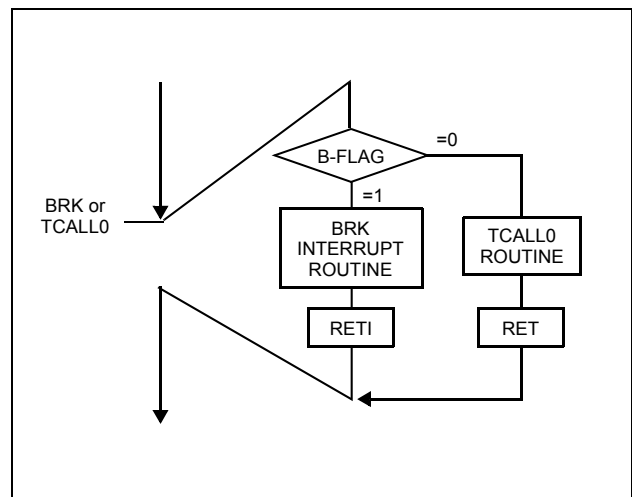 B-FLAG
=0
=1
BRK or
TCALL0
BRK
INTERRUPT
ROUTINE
TCALL0
ROUTINE
RETI
RET